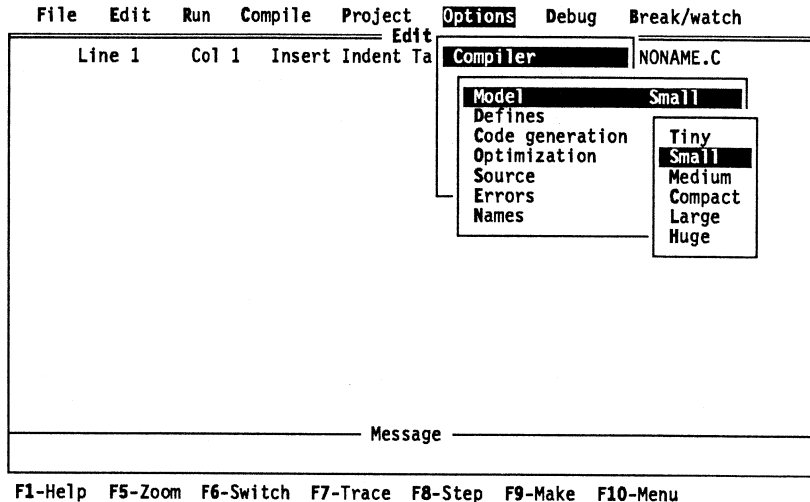 File Edit Run Compile Project Options Debug Break/watch
Edit
Line 1 Col 1 Insert Indent Ta Compiler NONAME.C
Model Small
Defines
Code generation Tiny
Optimization Small
Source Medium
Errors Compact
Names Large
Huge
Message
F1-Help F5-Zoom F6-Switch F7-Trace F8-Step F9-Make F10-Menu